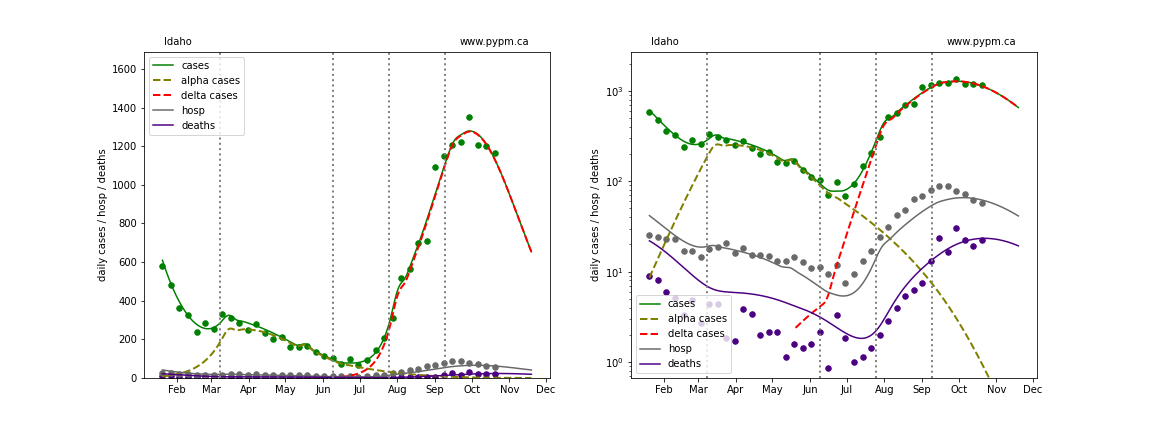 Idaho www.pypm.ca
cases
alpha cases
delta cases
hosp
deaths
daily cases / hosp / deaths
0
200
400
600
800
1000
1200
1400
1600
Feb Mar Apr May Jun Jul Aug Sep Oct Nov Dec
Idaho www.pypm.ca
daily cases / hosp / deaths
10³
10²
10¹
10⁰
cases
alpha cases
delta cases
hosp
deaths
Feb Mar Apr May Jun Jul Aug Sep Oct Nov Dec